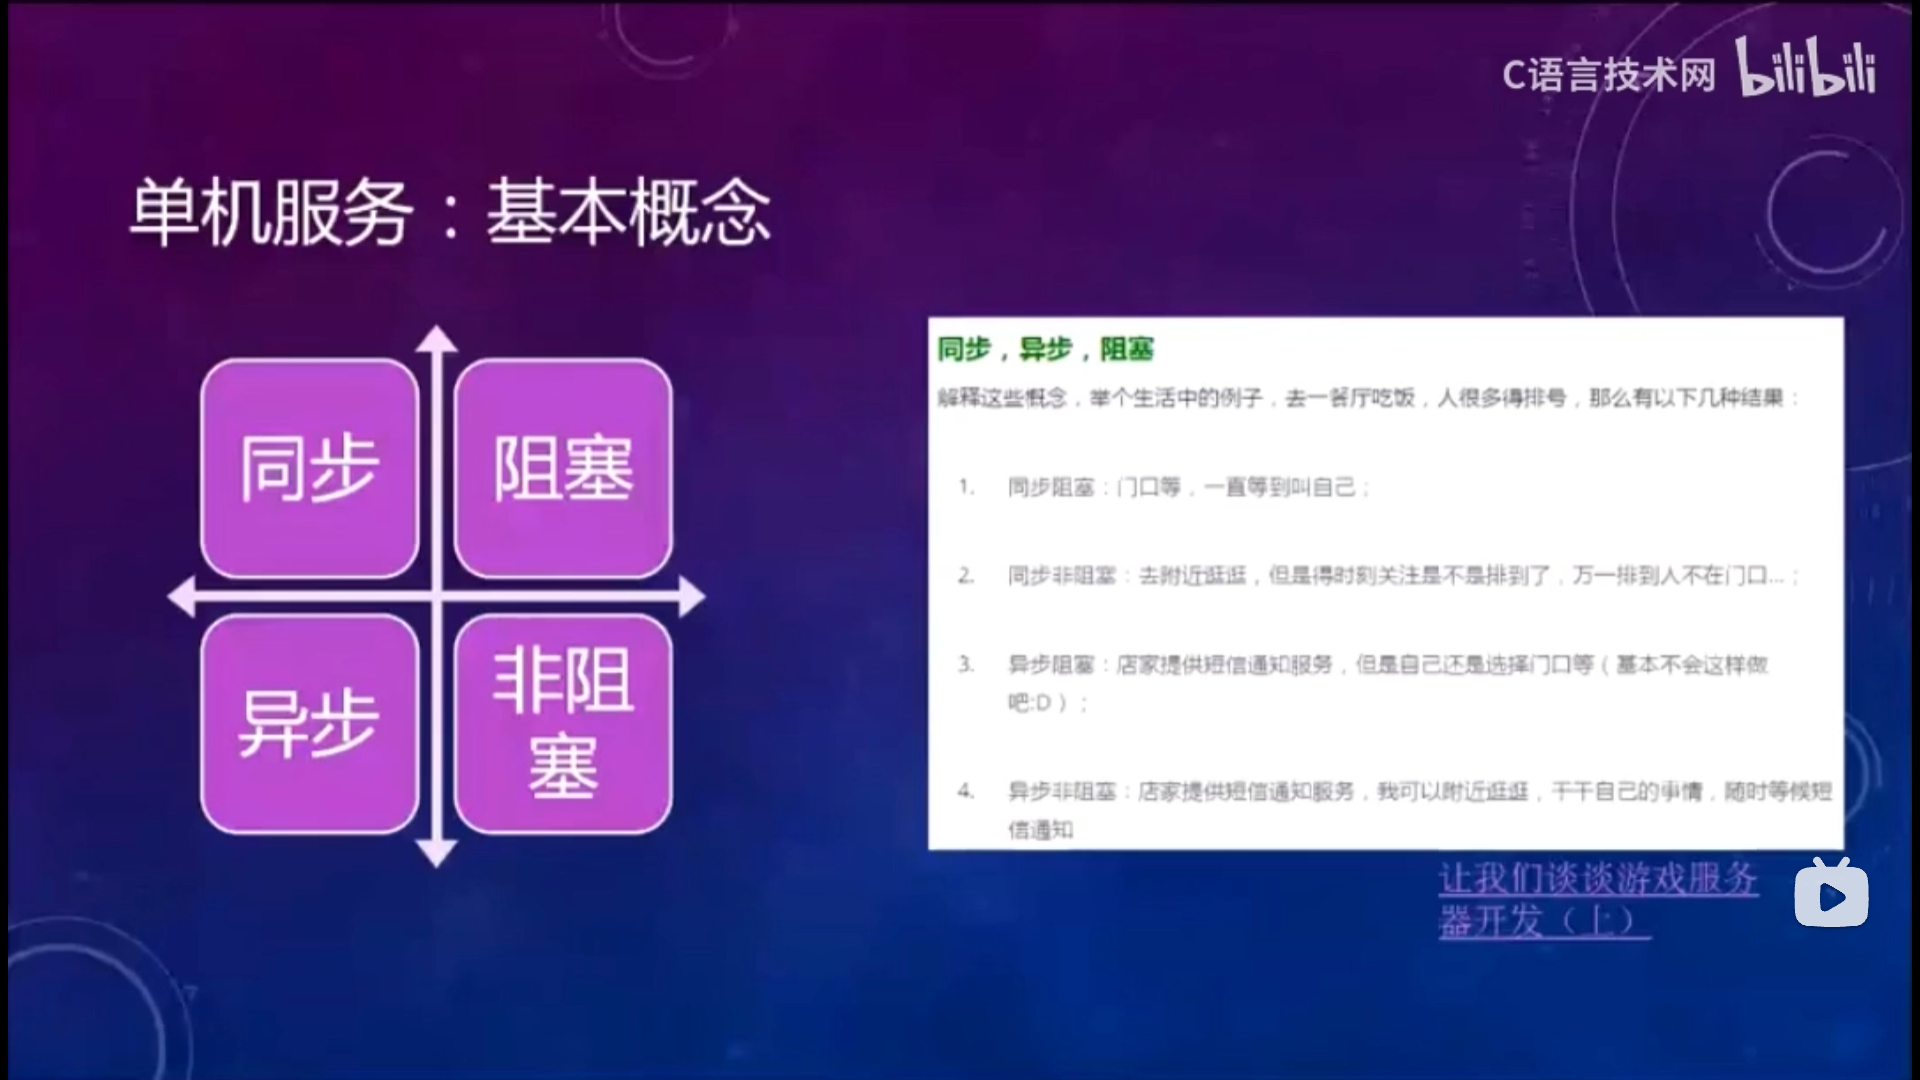 C语言技术网 bilibili
单机服务：基本概念
同步
阻塞
异步
非阻
塞
同步，异步，阻塞
解释这些概念，举个生活中的例子，去一餐厅吃饭，人很多得排号，那么有以下几种结果：
1. 同步阻塞：门口等，一直等到叫自己；
2. 同步非阻塞：去附近逛逛，但是得时刻关注是不是排到了，万一排到人不在门口...；
3. 异步阻塞：店家提供短信通知服务，但是自己还是选择门口等（基本不会这样做
吧:D）；
4. 异步非阻塞：店家提供短信通知服务，我可以附近逛逛，干干自己的事情，随时等候短
信通知
让我们谈谈游戏服务
器开发（上）